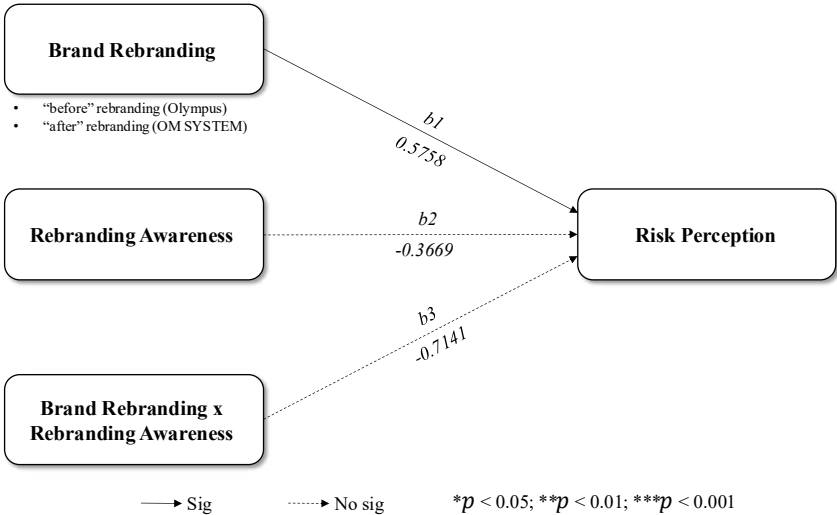 Brand Rebranding
• “before” rebranding (Olympus)
• “after” rebranding (OM SYSTEM)
b1
0.5758
Rebranding Awareness
b2
-0.3669
Risk Perception
b3
-0.7141
Brand Rebranding x
Rebranding Awareness
Sig
No sig
*p < 0.05; **p < 0.01; ***p < 0.001